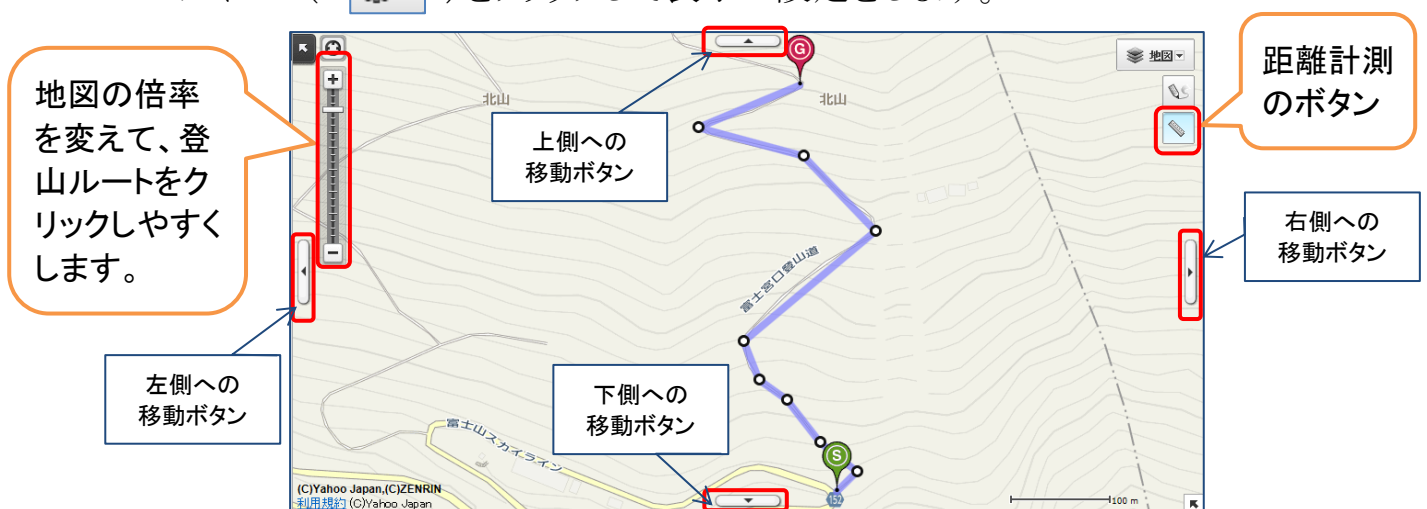 地図の倍率
を変えて、登
山ルートをク
リックしやすく
します。
G
北山
北山
地図
距離計測
のボタン
上側への
移動ボタン
右側への
移動ボタン
富士宮口登山道
左側への
移動ボタン
下側への
移動ボタン
富士山スカイライン
S
152
(C)Yahoo Japan,(C)ZENRIN
利用規約 (C)Yahoo Japan
100 m